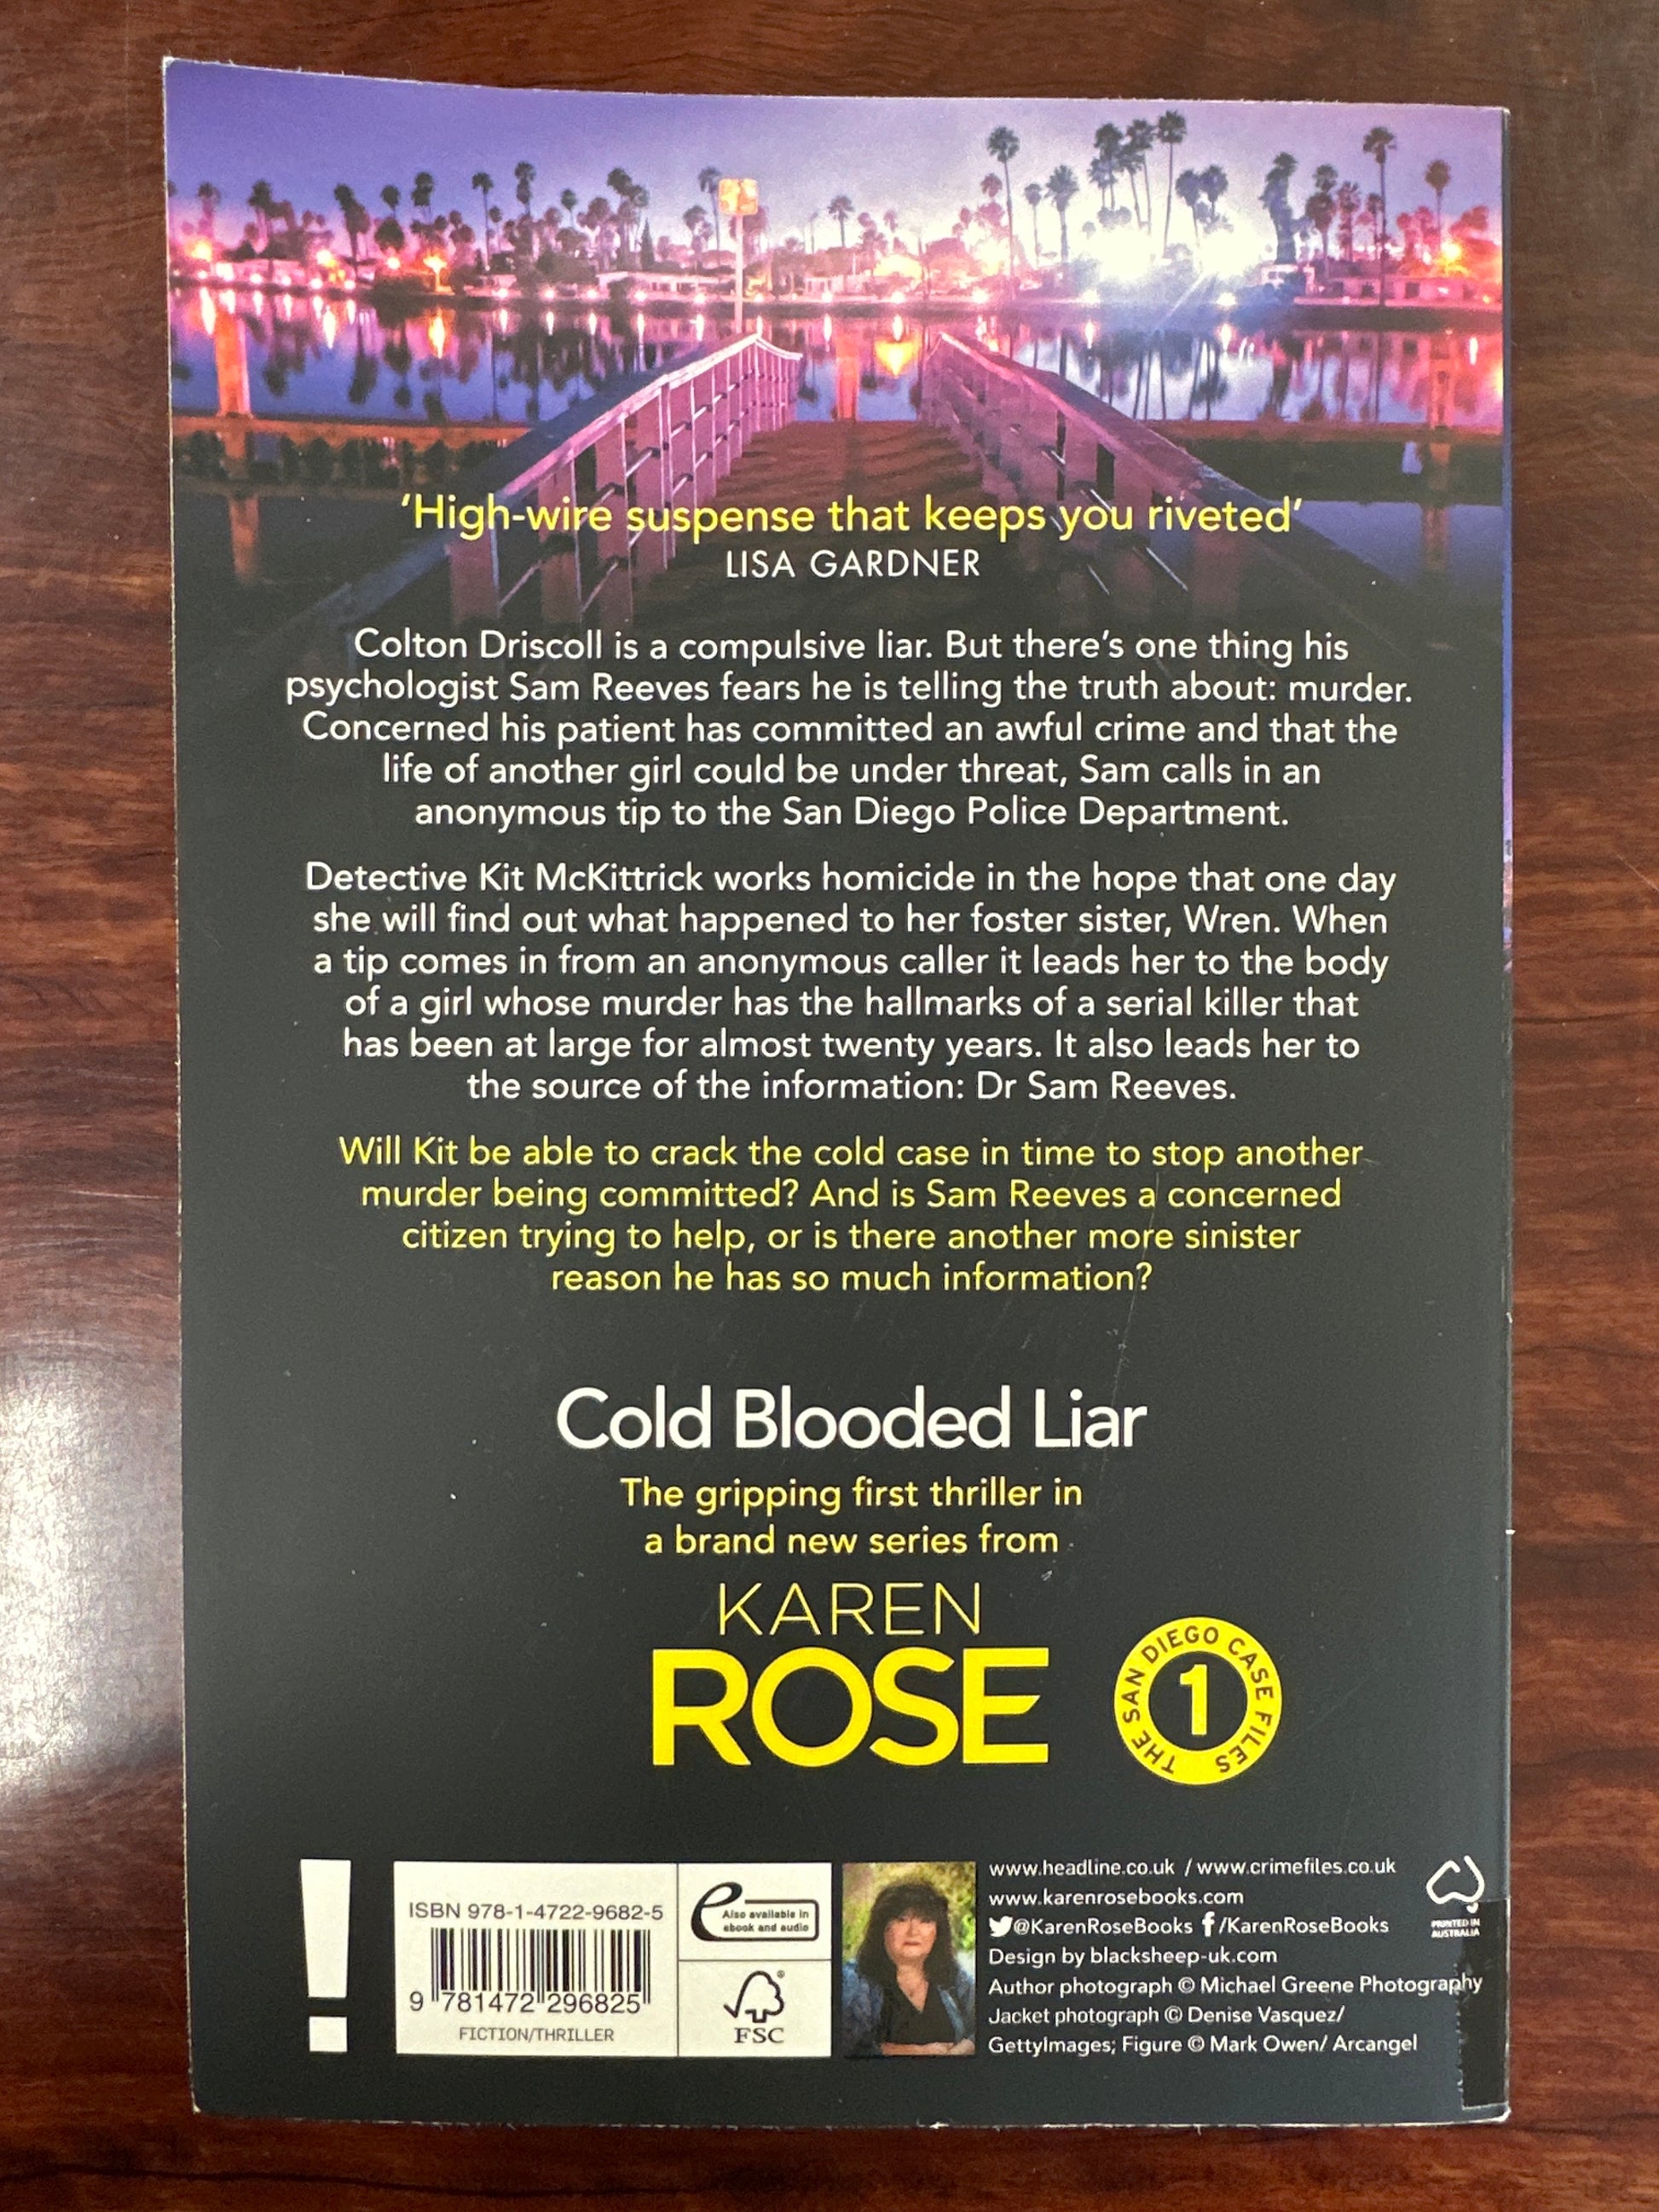 ‘High-wire suspense that keeps you riveted’
LISA GARDNER
Colton Driscoll is a compulsive liar. But there’s one thing his
psychologist Sam Reeves fears he is telling the truth about: murder.
Concerned his patient has committed an awful crime and that the
life of another girl could be under threat, Sam calls in an
anonymous tip to the San Diego Police Department.
Detective Kit McKittrick works homicide in the hope that one day
she will find out what happened to her foster sister, Wren. When
a tip comes in from an anonymous caller it leads her to the body
of a girl whose murder has the hallmarks of a serial killer that
has been at large for almost twenty years. It also leads her to
the source of the information: Dr Sam Reeves.
Will Kit be able to crack the cold case in time to stop another
murder being committed? And is Sam Reeves a concerned
citizen trying to help, or is there another more sinister
reason he has so much information?
Cold Blooded Liar
The gripping first thriller in
a brand new series from
KAREN
ROSE
THE SAN DIEGO CASE FILES
1
!
ISBN 978-1-4722-9682-5
9 781472 296825
FICTION/THRILLER
e
Also available in
ebook and audio
®
FSC
www.headline.co.uk / www.crimefiles.co.uk
www.karenrosebooks.com
@KarenRoseBooks f/KarenRoseBooks
Design by blacksheep-uk.com
Author photograph © Michael Greene Photography
Jacket photograph © Denise Vasquez/
GettyImages; Figure © Mark Owen/ Arcangel
PRINTED IN
AUSTRALIA